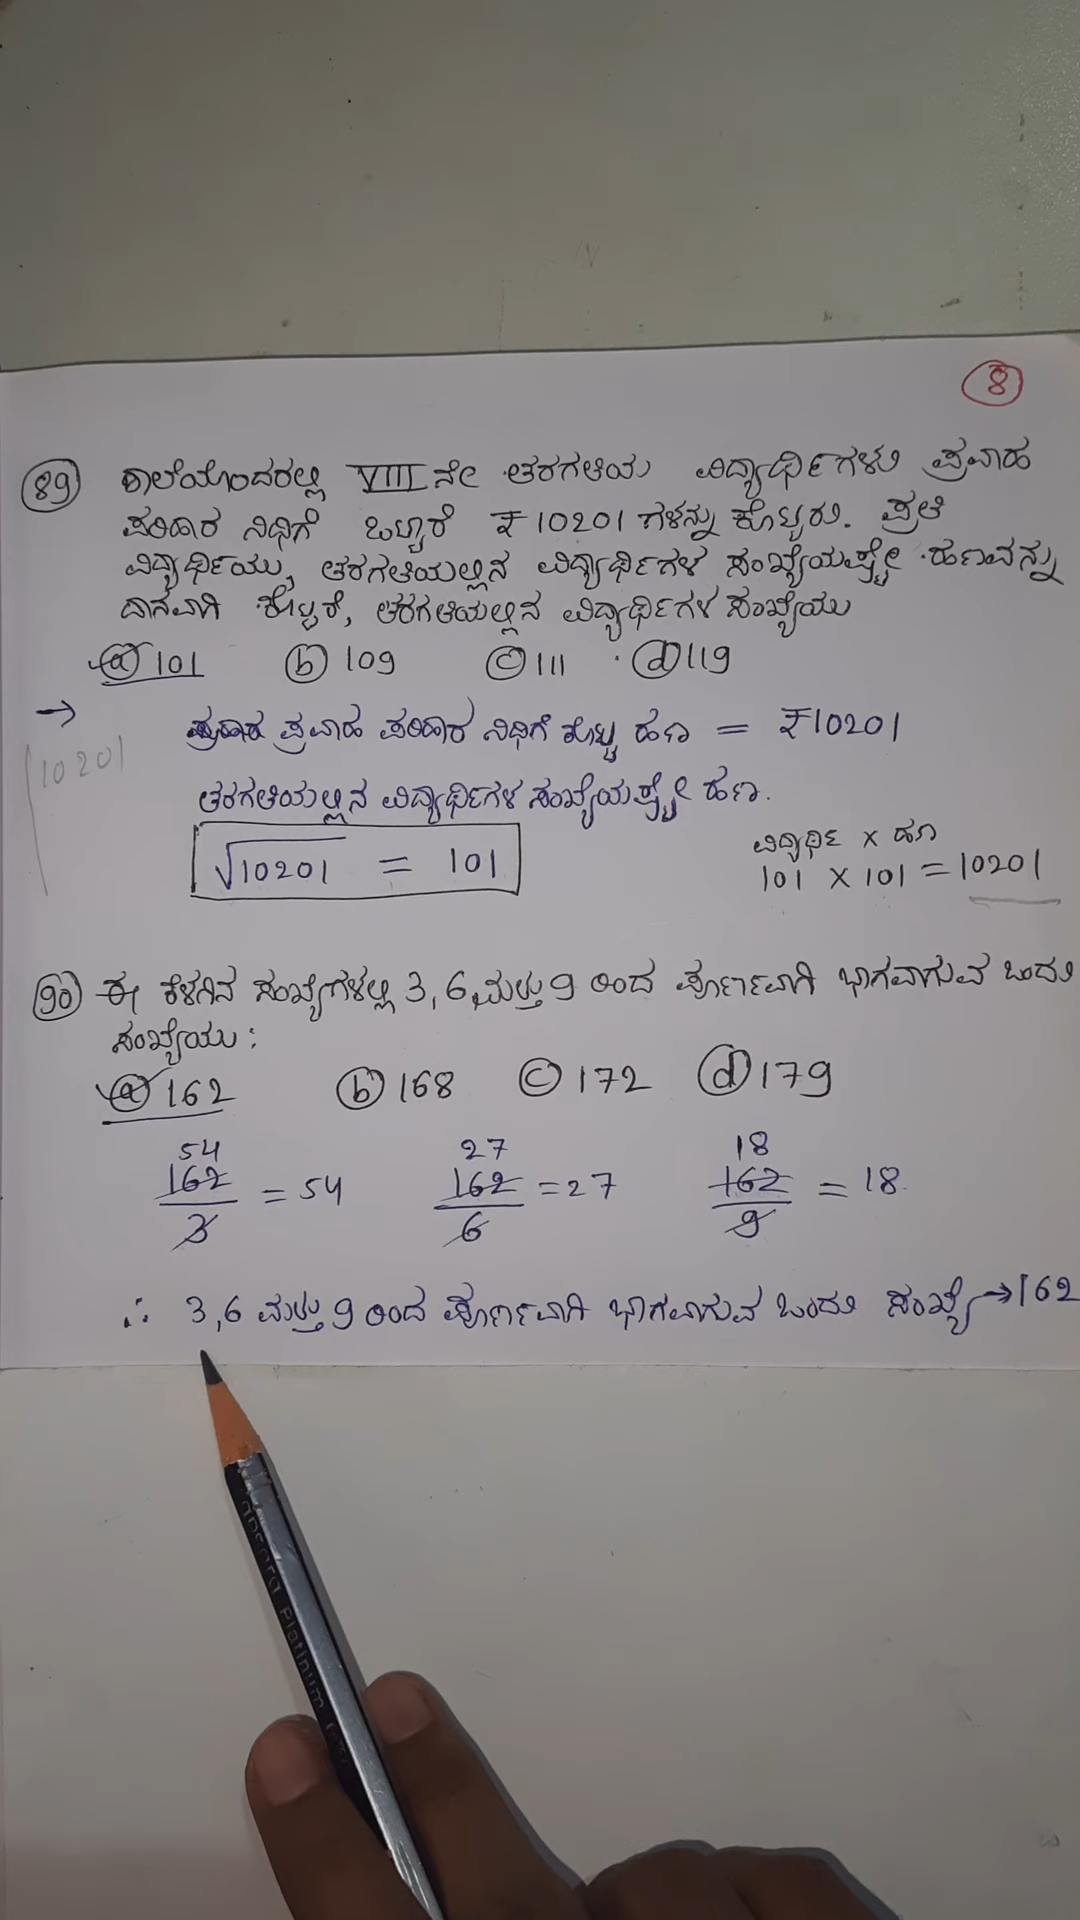 8
89 ಶಾಲೆಯೊಂದರಲ್ಲಿ VIII ನೇ ತರಗತಿಯ ವಿದ್ಯಾರ್ಥಿಗಳು ಪ್ರವಾಹ
ಪರಿಹಾರ ನಿಧಿಗೆ ಒಟ್ಟಾರೆ ₹10201 ಗಳನ್ನು ಕೊಟ್ಟರು. ಪ್ರತಿ
ವಿದ್ಯಾರ್ಥಿಯು, ತರಗತಿಯಲ್ಲಿನ ವಿದ್ಯಾರ್ಥಿಗಳ ಸಂಖ್ಯೆಯಷ್ಟೇ ಹಣವನ್ನು
ದಾನವಾಗಿ ಕೊಟ್ಟರೆ, ತರಗತಿಯಲ್ಲಿನ ವಿದ್ಯಾರ್ಥಿಗಳ ಸಂಖ್ಯೆಯು
a 101 b 109 c 111 d 119
→ ಪ್ರವಾಹ ಪರಿಹಾರ ನಿಧಿಗೆ ಕೊಟ್ಟ ಹಣ = ₹10201
10201
ತರಗತಿಯಲ್ಲಿನ ವಿದ್ಯಾರ್ಥಿಗಳ ಸಂಖ್ಯೆಯಷ್ಟೇ ಹಣ.
√10201 = 101
ವಿದ್ಯಾರ್ಥಿ ×
101 × 101 = 10201
90 ಈ ಕೆಳಗಿನ ಸಂಖ್ಯೆಗಳಲ್ಲಿ 3, 6, ಮತ್ತು 9 ರಿಂದ ಪೂರ್ಣವಾಗಿ ಭಾಗವಾಗುವ ಒಂದು
ಸಂಖ್ಯೆಯು :
a 162 b 168 c 172 d 179
54 27 18
162 = 54 162 = 27 162 = 18
3 6 9
∴ 3, 6 ಮತ್ತು 9 ರಿಂದ ಪೂರ್ಣವಾಗಿ ಭಾಗವಾಗುವ ಒಂದು ಸಂಖ್ಯೆ → 162
apsara Platinum